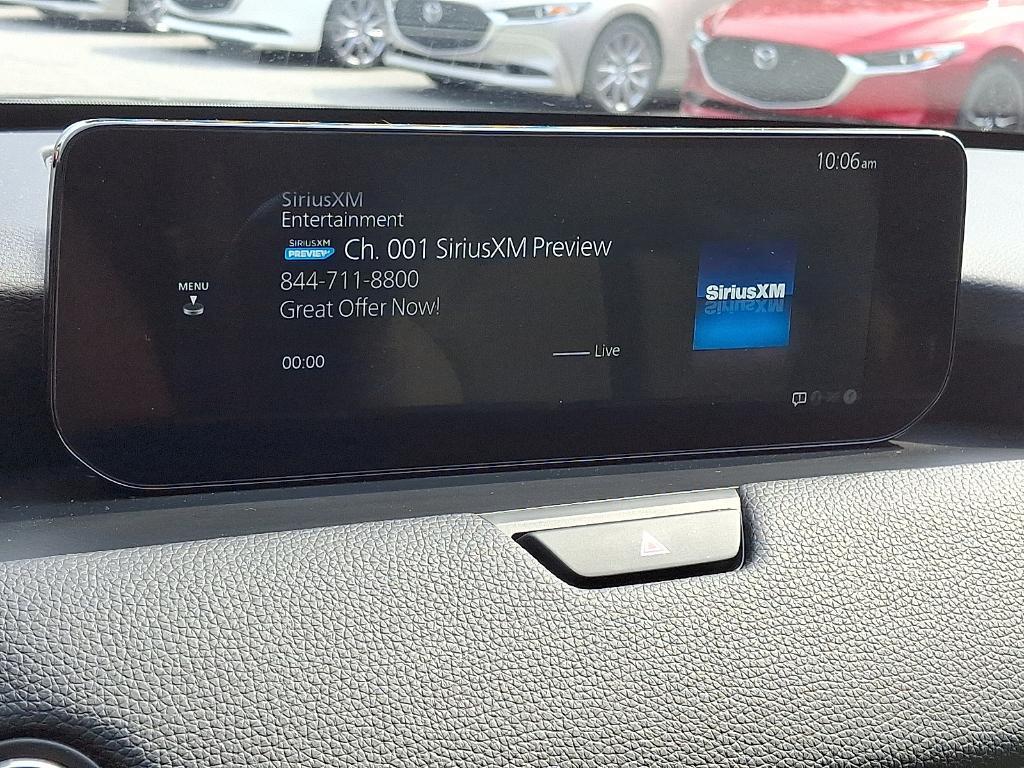 10:06am
SiriusXM
Entertainment
SIRIUSXM
PREVIEW
Ch. 001 SiriusXM Preview
844-711-8800
MENU
Great Offer Now!
SiriusXM
Live
00:00